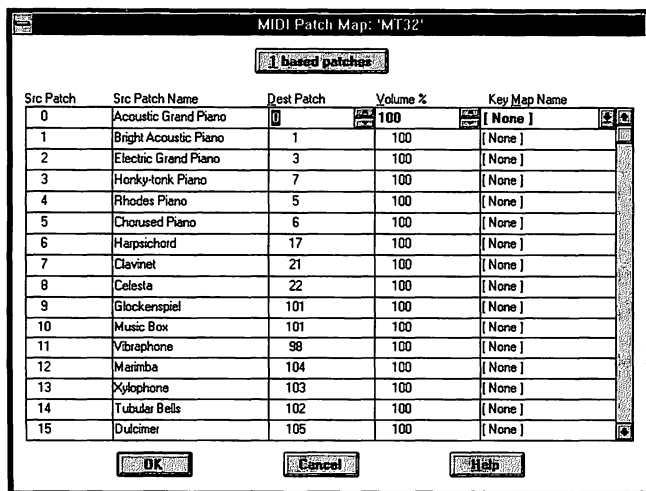 MIDI Patch Map: 'MT32'
1 based patches
Src Patch Src Patch Name Dest Patch Volume % Key Map Name
0 Acoustic Grand Piano 0 100 [ None ]
1 Bright Acoustic Piano 1 100 [ None ]
2 Electric Grand Piano 3 100 [ None ]
3 Honky-tonk Piano 7 100 [ None ]
4 Rhodes Piano 5 100 [ None ]
5 Chorused Piano 6 100 [ None ]
6 Harpsichord 17 100 [ None ]
7 Clavinet 21 100 [ None ]
8 Celesta 22 100 [ None ]
9 Glockenspiel 101 100 [ None ]
10 Music Box 101 100 [ None ]
11 Vibraphone 98 100 [ None ]
12 Marimba 104 100 [ None ]
13 Xylophone 103 100 [ None ]
14 Tubular Bells 102 100 [ None ]
15 Dulcimer 105 100 [ None ]
OK Cancel Help